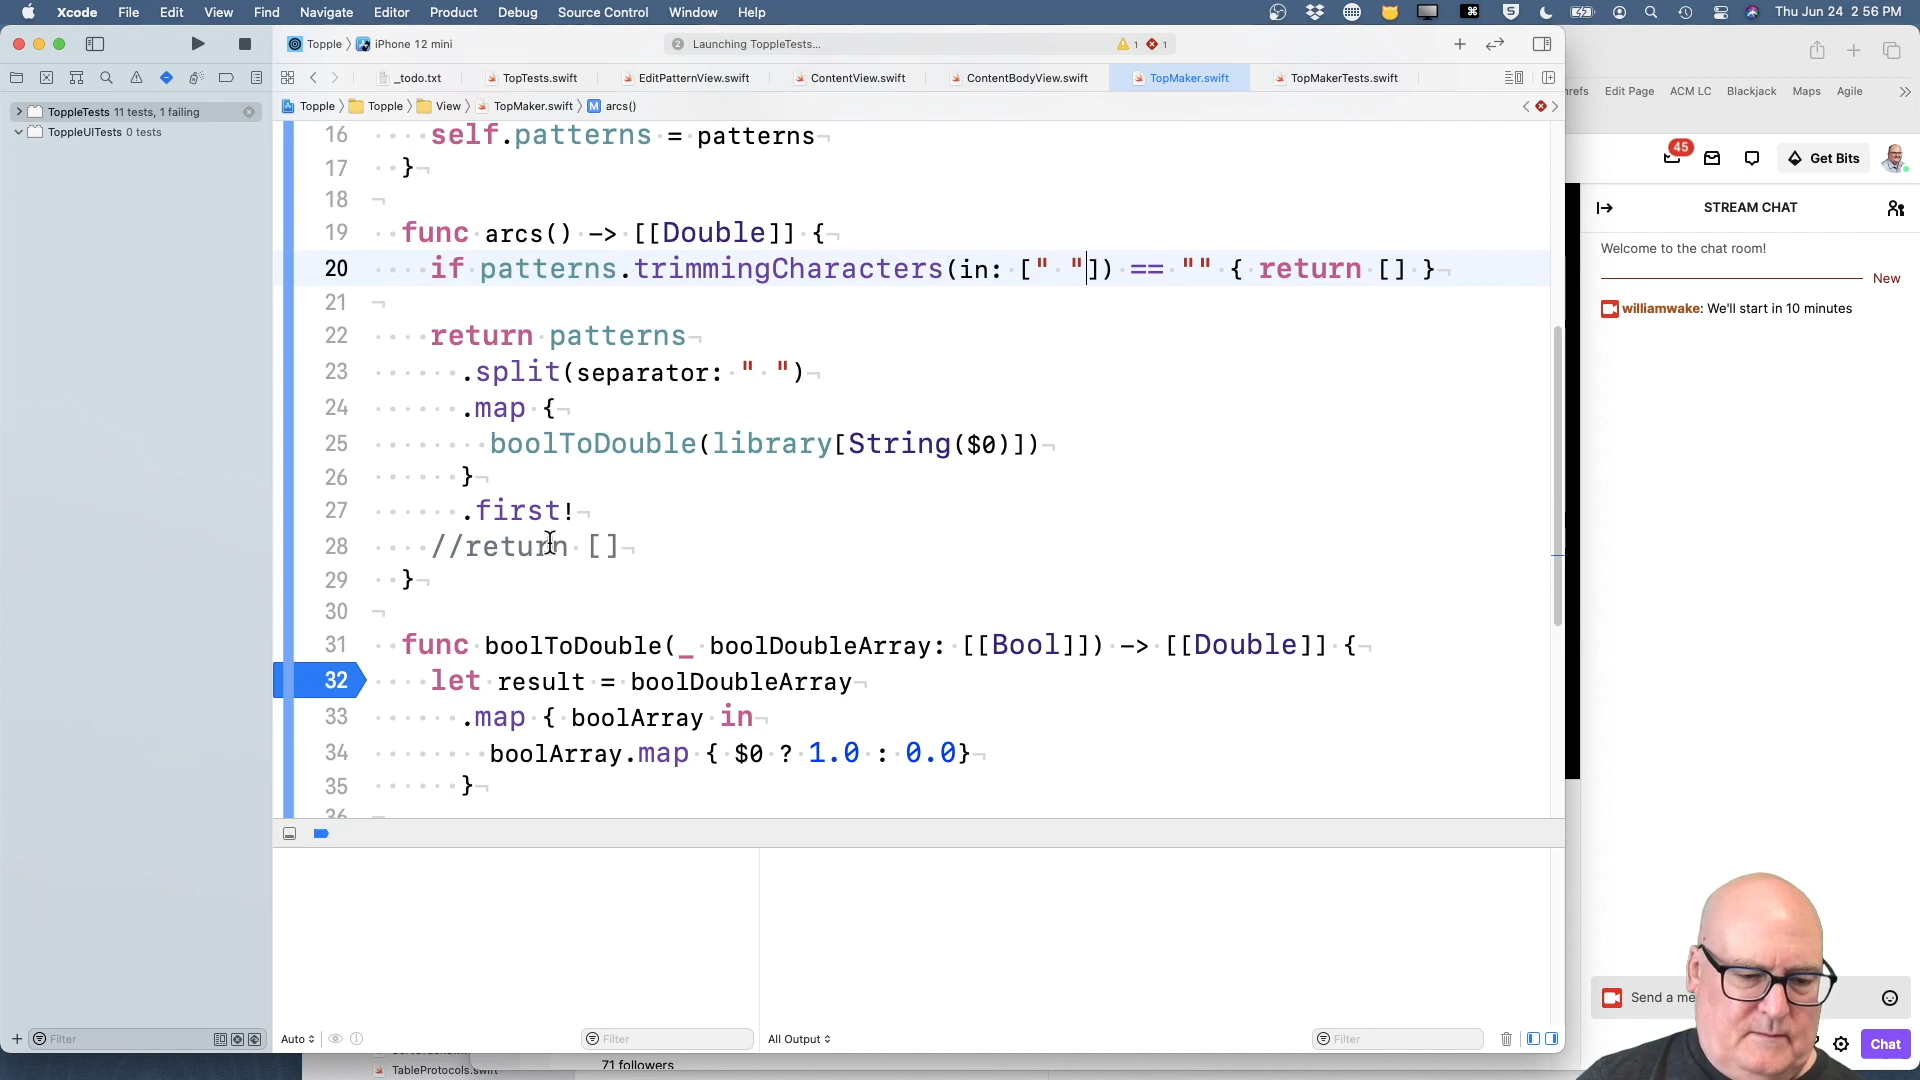 Xcode File Edit View Find Navigate Editor Product Debug Source Control Window Help Thu Jun 24 2:56 PM
Topple iPhone 12 mini 2 Launching ToppleTests... 1 1
_todo.txt TopTests.swift EditPatternView.swift ContentView.swift ContentBodyView.swift TopMaker.swift TopMakerTests.swift
Topple Topple View TopMaker.swift M arcs()
ToppleTests 11 tests, 1 failing
ToppleUITests 0 tests
16 self.patterns = patterns
17 }
18
19 func arcs() -> [[Double]] {
20 if patterns.trimmingCharacters(in: [" "]) == "" { return [] }
21
22 return patterns
23 .split(separator: " ")
24 .map {
25 boolToDouble(library[String($0)])
26 }
27 .first!
28 //return []
29 }
30
31 func boolToDouble(_ boolDoubleArray: [[Bool]]) -> [[Double]] {
32 let result = boolDoubleArray
33 .map { boolArray in
34 boolArray.map { $0 ? 1.0 : 0.0}
35 }
36
Filter
Auto Filter All Output Filter
TableProtocols.swift 71 followers
Edit Page ACM LC Blackjack Maps Agile
45 Get Bits
STREAM CHAT
Welcome to the chat room!
New
williamwake: We'll start in 10 minutes
Send a me
Chat